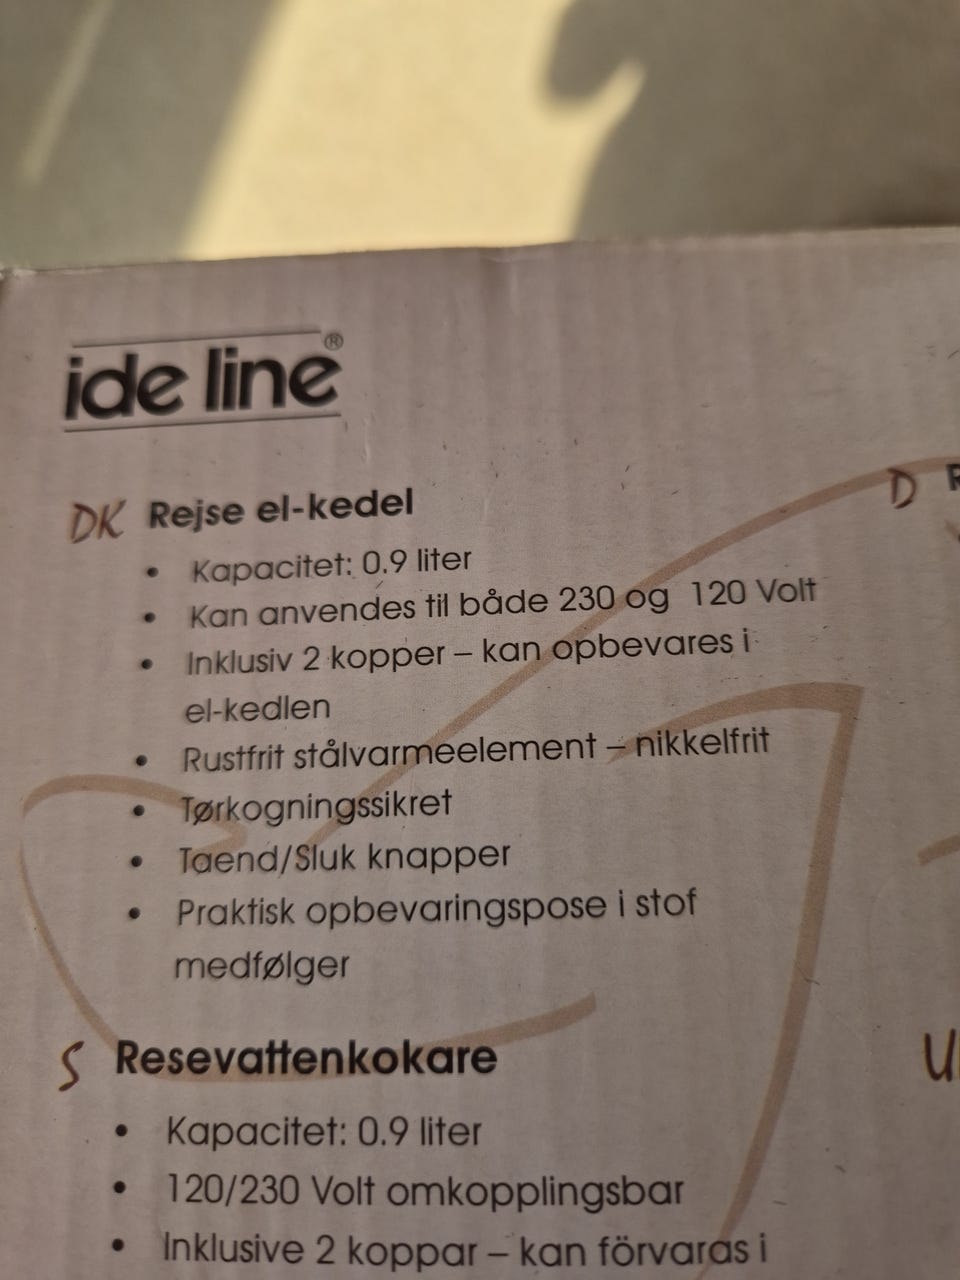 ide line®
DK Rejse el-kedel
• Kapacitet: 0.9 liter
• Kan anvendes til både 230 og 120 Volt
• Inklusiv 2 kopper – kan opbevares i
el-kedlen
• Rustfrit stålvarmeelement – nikkelfrit
• Tørkogningssikret
• Taend/Sluk knapper
• Praktisk opbevaringspose i stof
medfølger
S Resevattenkokare
• Kapacitet: 0.9 liter
• 120/230 Volt omkopplingsbar
• Inklusive 2 koppar – kan förvaras i
D